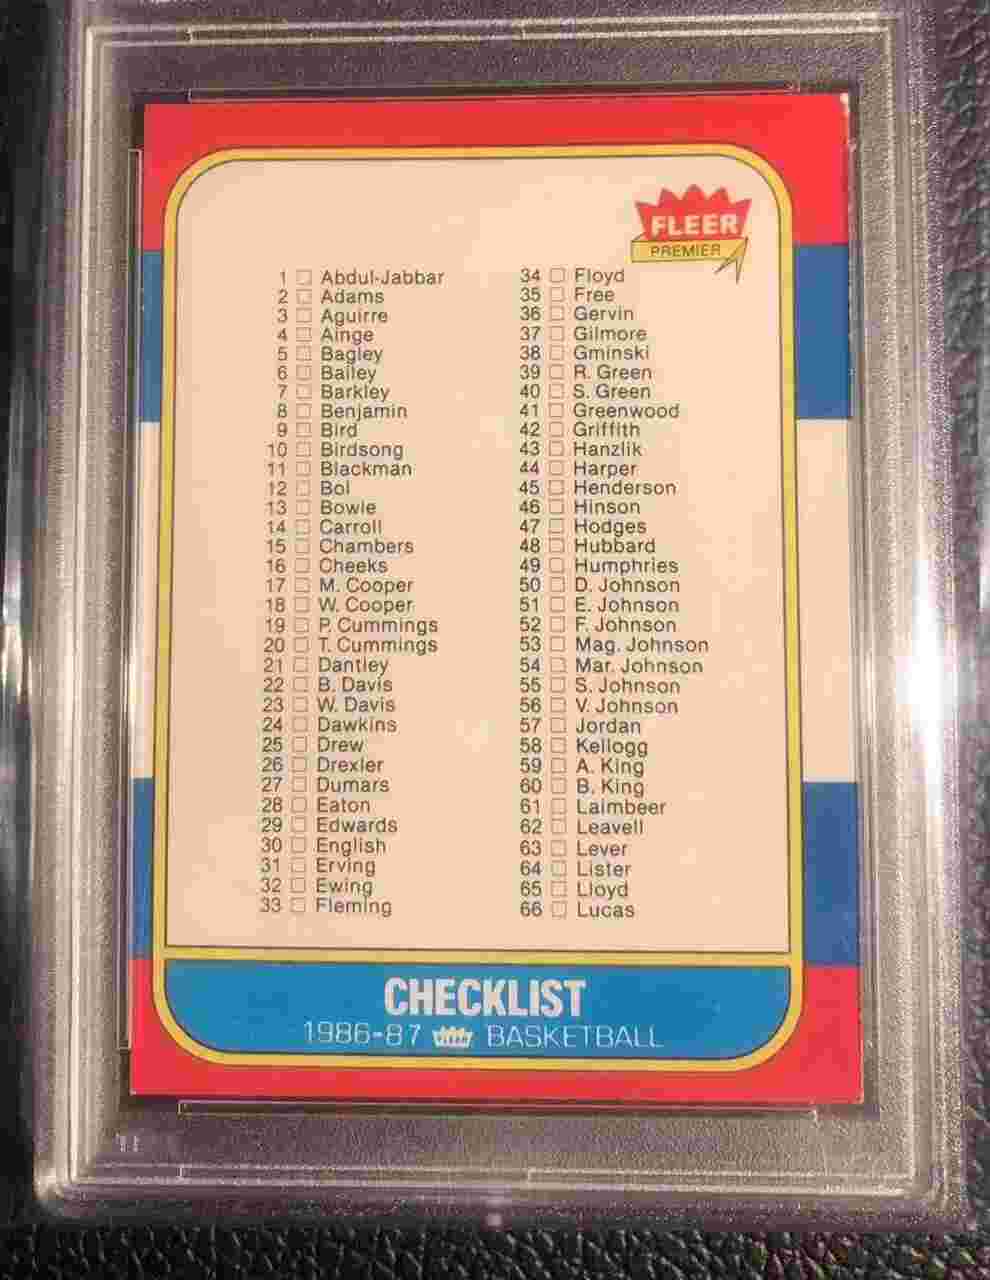 FLEER
PREMIER
1 Abdul-Jabbar
2 Adams
3 Aguirre
4 Ainge
5 Bagley
6 Bailey
7 Barkley
8 Benjamin
9 Bird
10 Birdsong
11 Blackman
12 Bol
13 Bowie
14 Carroll
15 Chambers
16 Cheeks
17 M. Cooper
18 W. Cooper
19 P. Cummings
20 T. Cummings
21 Dantley
22 B. Davis
23 W. Davis
24 Dawkins
25 Drew
26 Drexler
27 Dumars
28 Eaton
29 Edwards
30 English
31 Erving
32 Ewing
33 Fleming
34 Floyd
35 Free
36 Gervin
37 Gilmore
38 Gminski
39 R. Green
40 S. Green
41 Greenwood
42 Griffith
43 Hanzlik
44 Harper
45 Henderson
46 Hinson
47 Hodges
48 Hubbard
49 Humphries
50 D. Johnson
51 E. Johnson
52 F. Johnson
53 Mag. Johnson
54 Mar. Johnson
55 S. Johnson
56 V. Johnson
57 Jordan
58 Kellogg
59 A. King
60 B. King
61 Laimbeer
62 Leavell
63 Lever
64 Lister
65 Lloyd
66 Lucas
CHECKLIST
1986-87 Fleer BASKETBALL